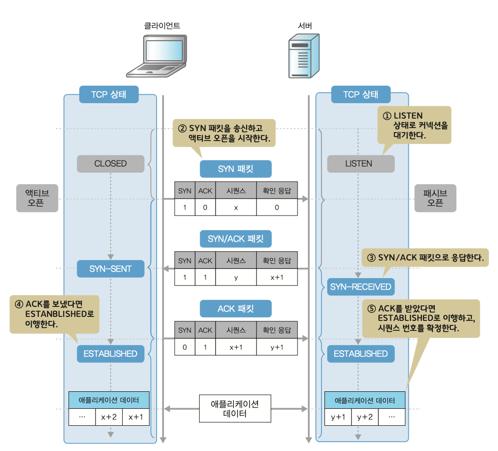 클라이언트
서버
TCP 상태
TCP 상태
① LISTEN
상태로 커넥션을
대기한다.
② SYN 패킷을 송신하고
액티브 오픈을 시작한다.
CLOSED
SYN 패킷
LISTEN
액티브
오픈
패시브
오픈
SYN ACK 시퀀스 확인 응답
1 0 x 0
SYN/ACK 패킷
③ SYN/ACK 패킷으로 응답한다.
SYN-SENT
SYN ACK 시퀀스 확인 응답
1 1 y x+1
SYN-RECEIVED
④ ACK를 보냈다면
ESTANBLISHED로
이행한다.
ACK 패킷
⑤ ACK를 받았다면
ESTABLISHED로 이행하고,
시퀀스 번호를 확정한다.
SYN ACK 시퀀스 확인 응답
0 1 x+1 y+1
ESTABLISHED
ESTABLISHED
애플리케이션 데이터
… x+2 x+1
애플리케이션
데이터
애플리케이션 데이터
y+1 y+2 …